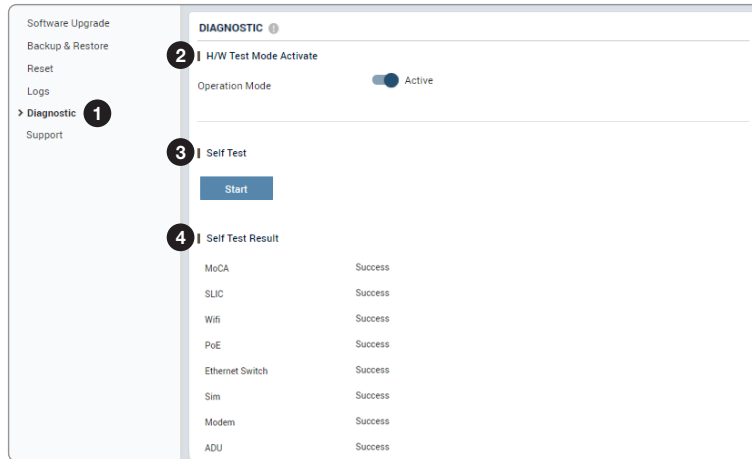 Software Upgrade
Backup & Restore
Reset
Logs
> Diagnostic 1
Support
DIAGNOSTIC !
2 H/W Test Mode Activate
Operation Mode Active
3 Self Test
Start
4 Self Test Result
MoCA Success
SLIC Success
Wifi Success
PoE Success
Ethernet Switch Success
Sim Success
Modem Success
ADU Success